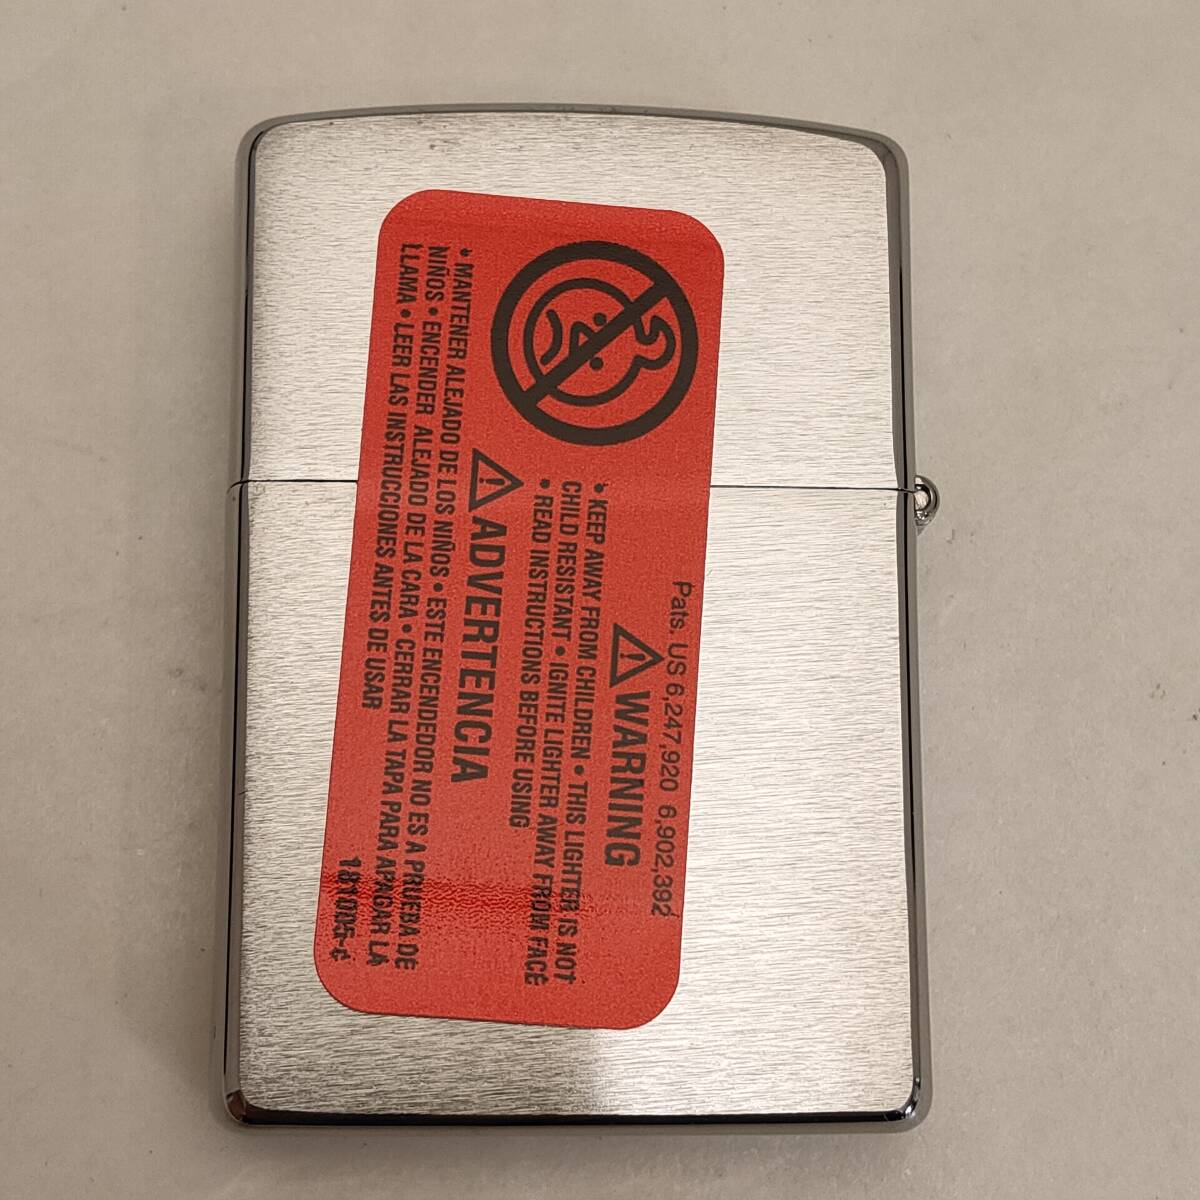 Pats. US 6,247,920 6,902,392
WARNING
• KEEP AWAY FROM CHILDREN • THIS LIGHTER IS NOT
CHILD RESISTANT • IGNITE LIGHTER AWAY FROM FACE
• READ INSTRUCTIONS BEFORE USING
ADVERTENCIA
• MANTENER ALEJADO DE LOS NIÑOS • ESTE ENCENDEDOR NO ES A PRUEBA DE
NIÑOS • ENCENDER ALEJADO DE LA CARA • CERRAR LA TAPA PARA APAGAR LA
LLAMA • LEER LAS INSTRUCCIONES ANTES DE USAR